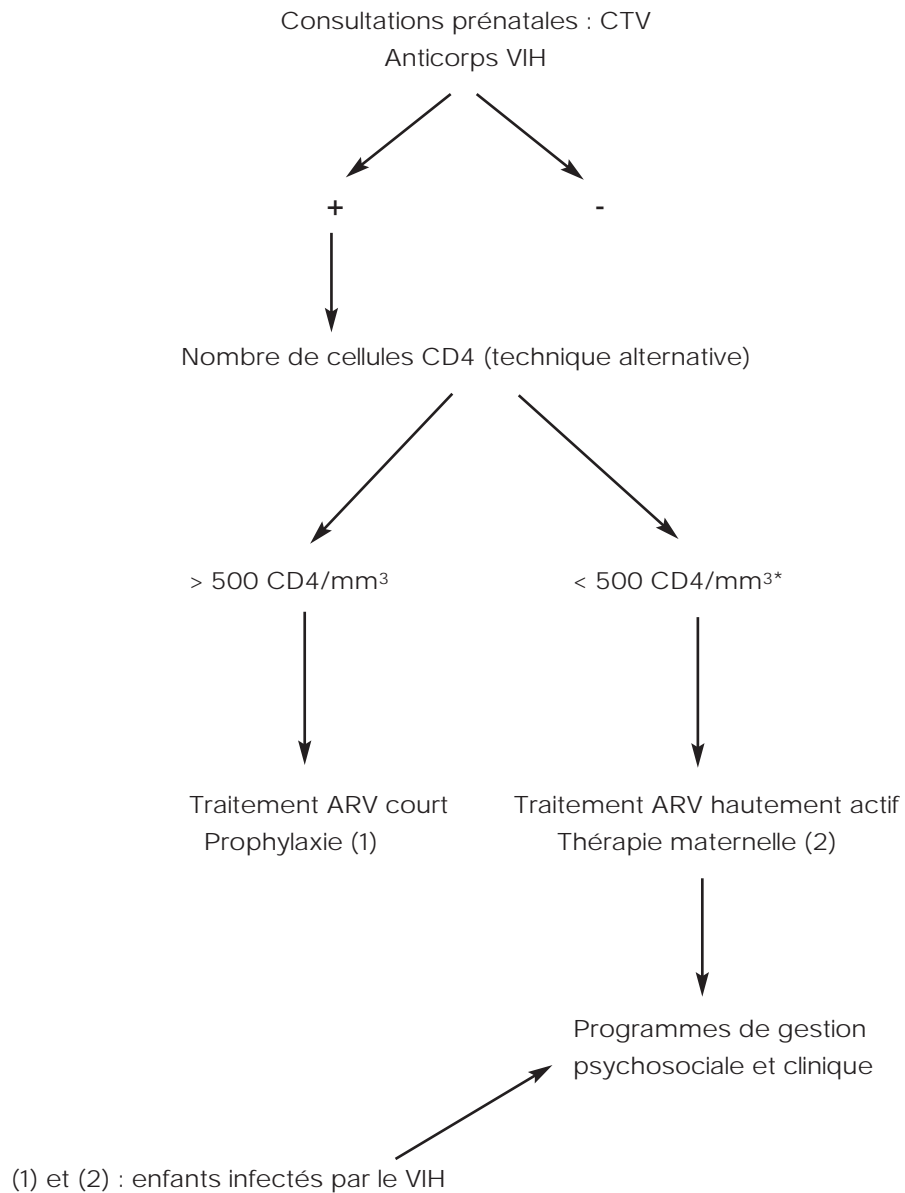 Consultations prénatales : CTV
Anticorps VIH
+
-
Nombre de cellules CD4 (technique alternative)
> 500 CD4/mm³
< 500 CD4/mm³*
Traitement ARV court
Prophylaxie (1)
Traitement ARV hautement actif
Thérapie maternelle (2)
Programmes de gestion
psychosociale et clinique
(1) et (2) : enfants infectés par le VIH